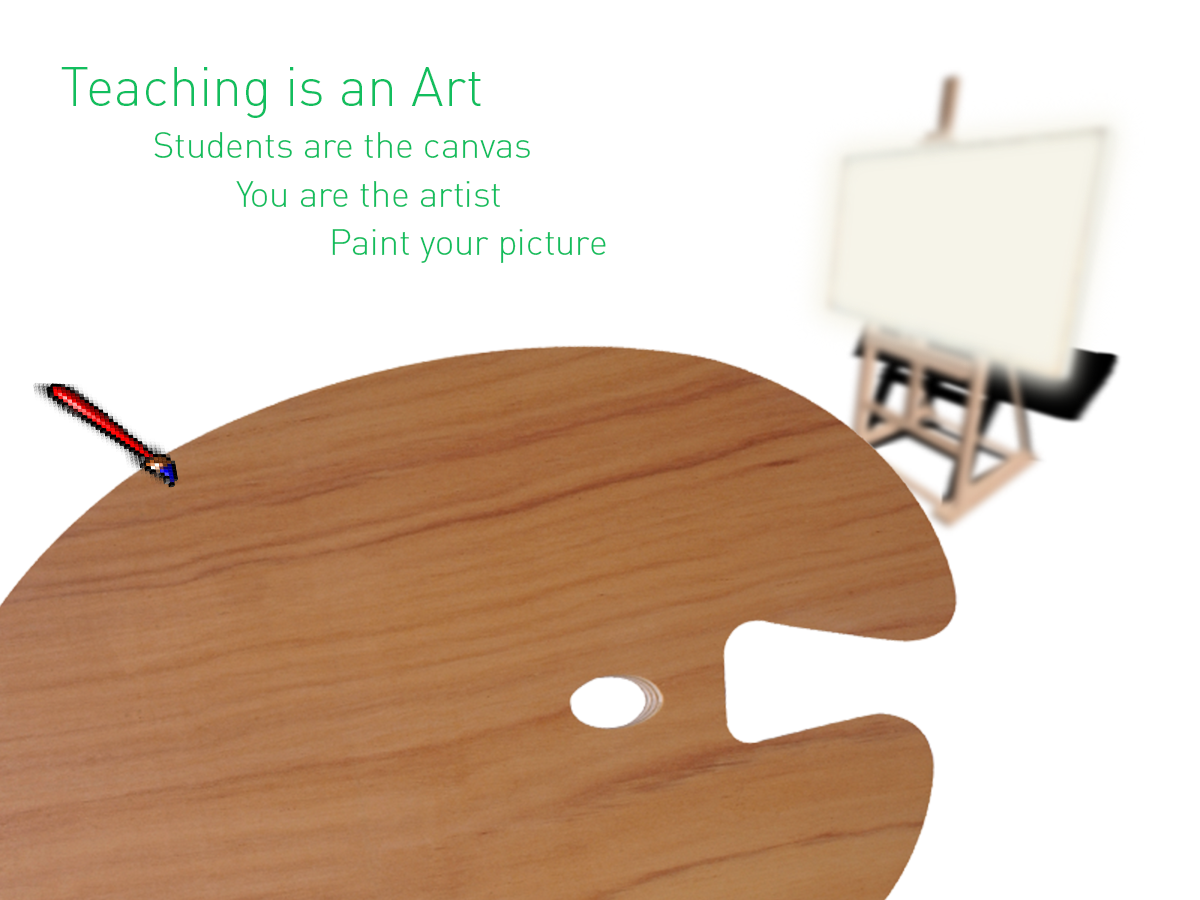 Teaching is an Art
Students are the canvas
You are the artist
Paint your picture